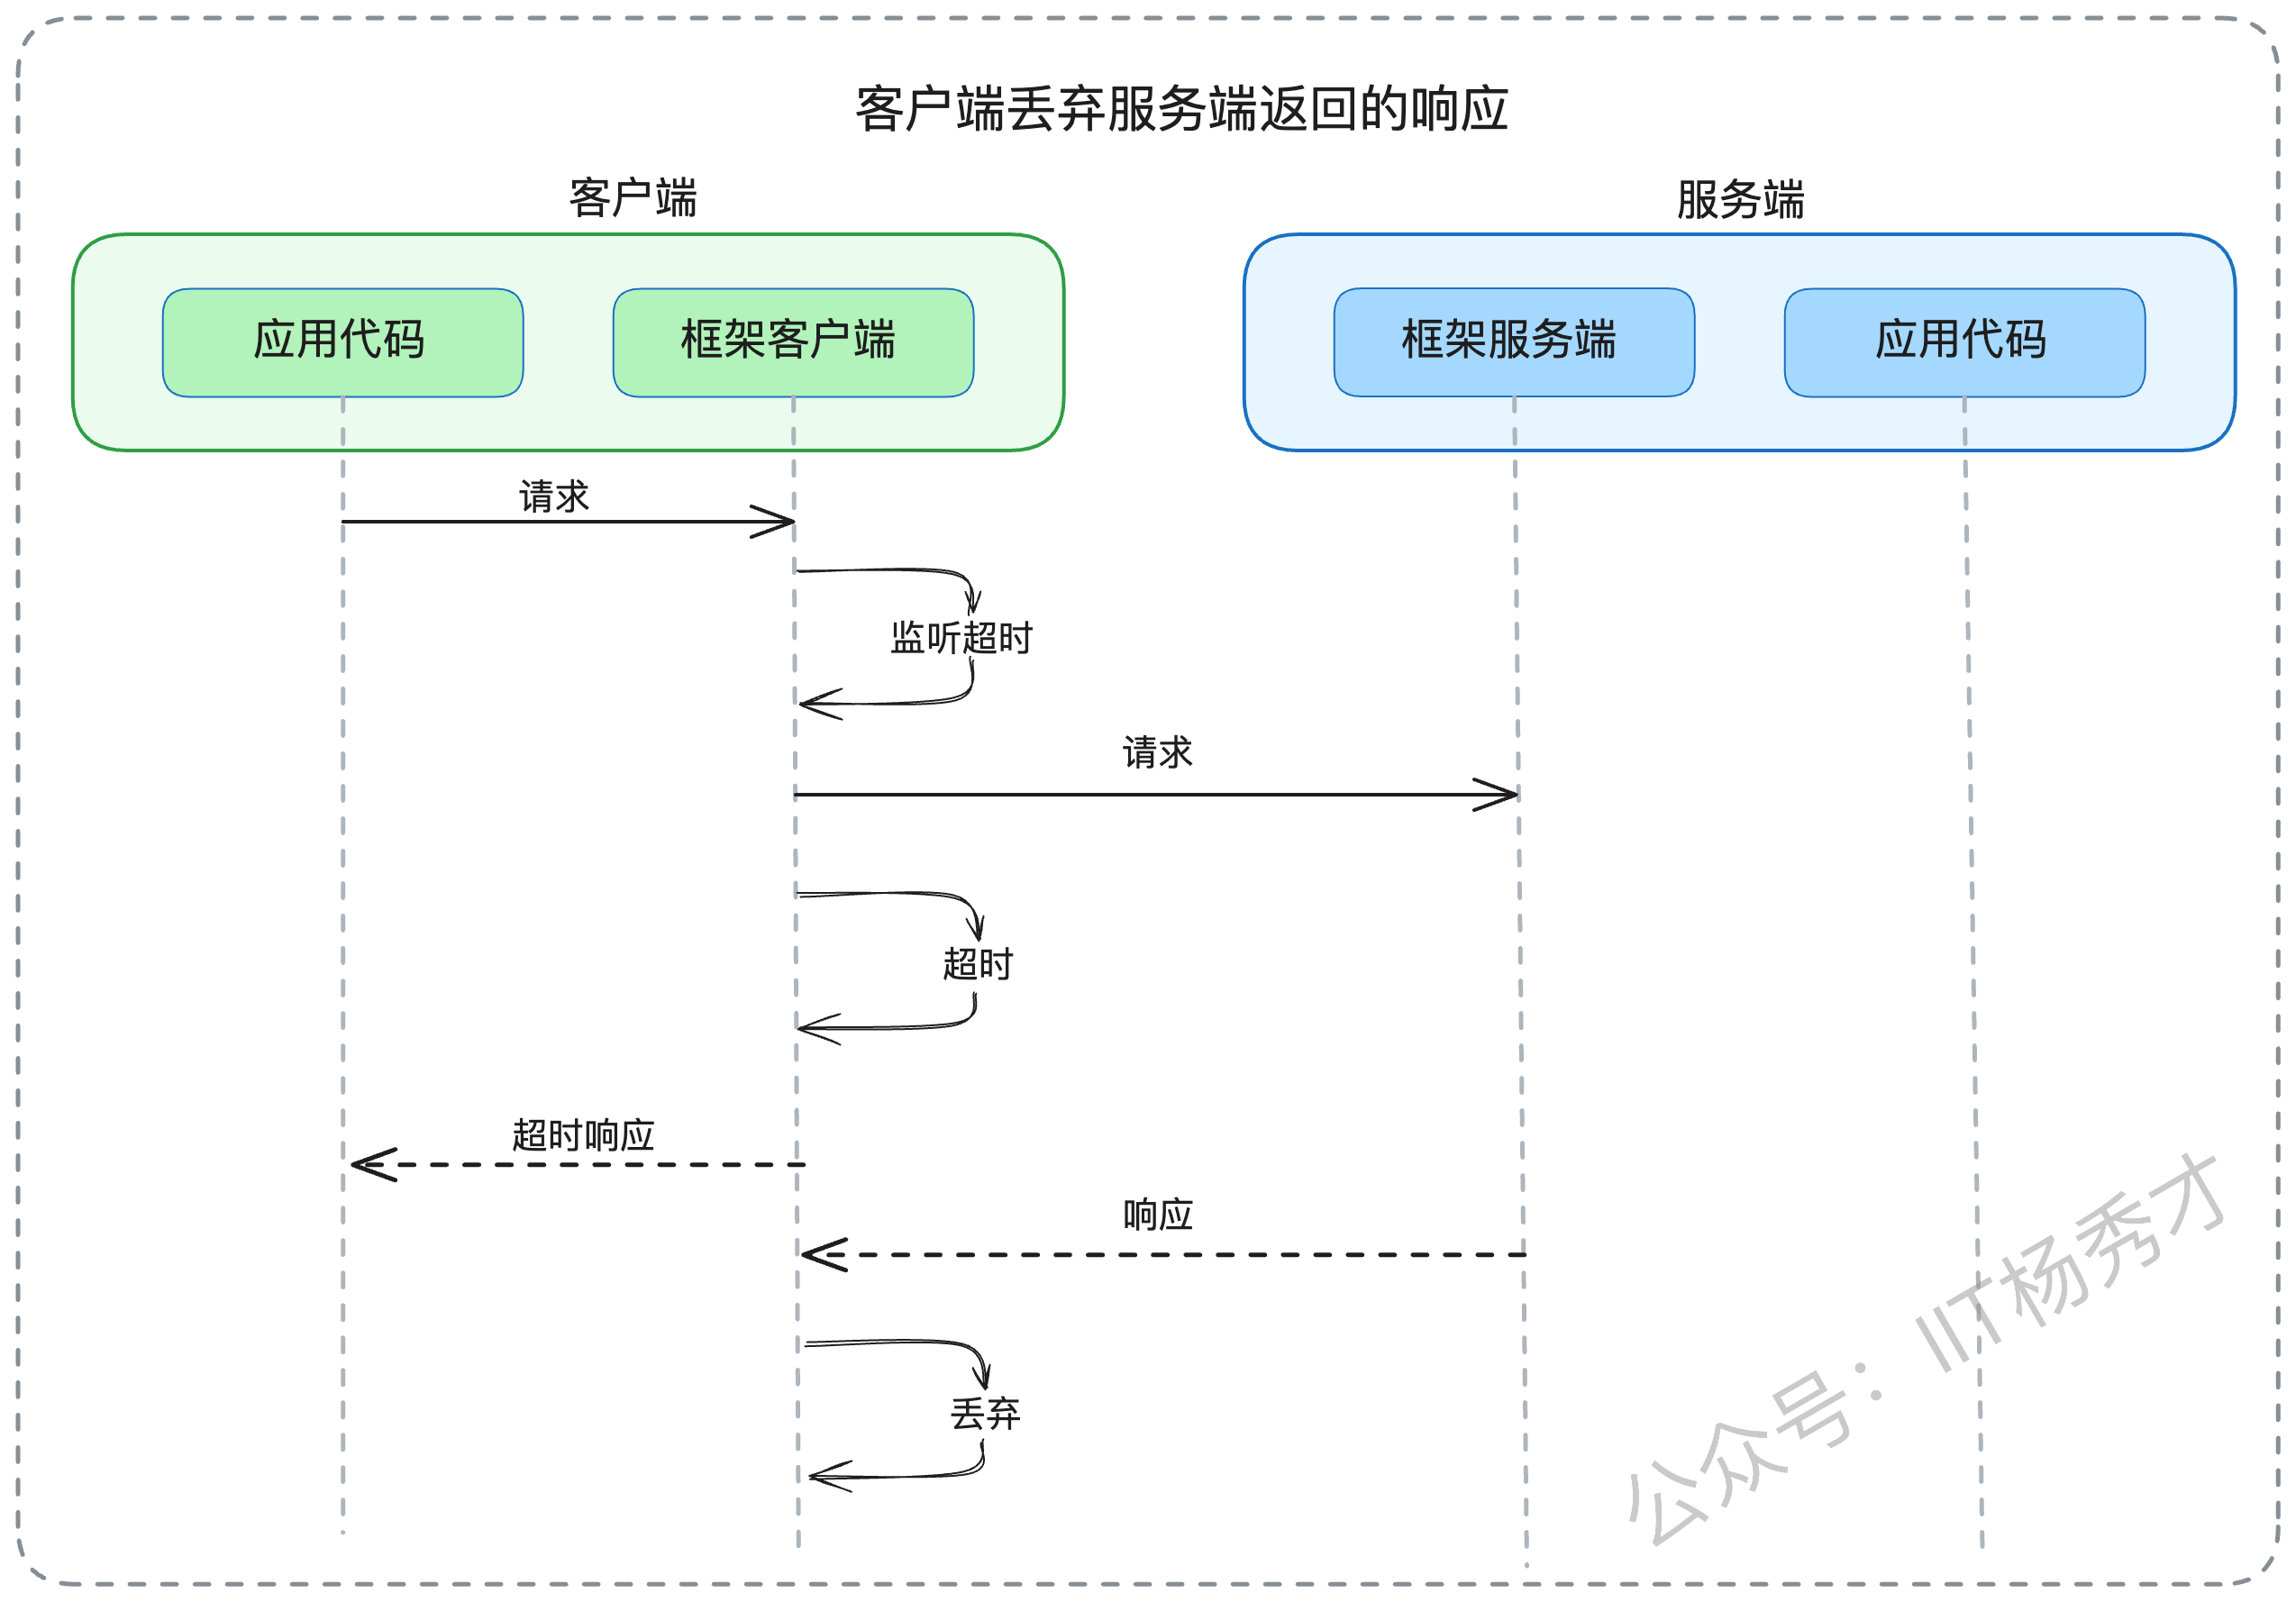 客户端丢弃服务端返回的响应
客户端
服务端
应用代码
框架客户端
框架服务端
应用代码
请求
监听超时
请求
超时
超时响应
响应
丢弃
公众号：IIT杨秀才